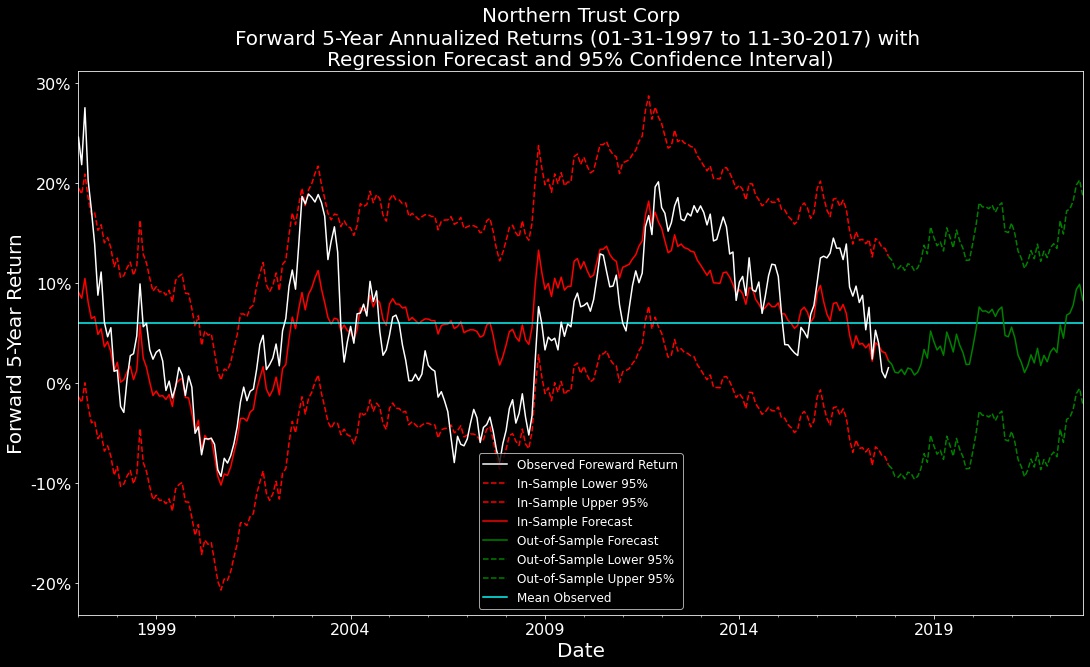 Northern Trust Corp
Forward 5-Year Annualized Returns (01-31-1997 to 11-30-2017) with
Regression Forecast and 95% Confidence Interval)
30%
20%
10%
0%
-10%
-20%
Forward 5-Year Return
Observed Foreward Return
In-Sample Lower 95%
In-Sample Upper 95%
In-Sample Forecast
Out-of-Sample Forecast
Out-of-Sample Lower 95%
Out-of-Sample Upper 95%
Mean Observed
1999
2004
2009
2014
2019
Date